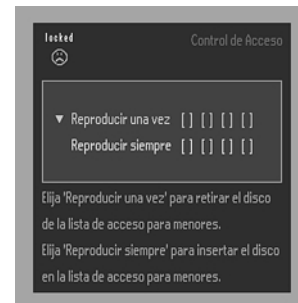 locked
Control de Acceso
▼ Reproducir una vez [ ] [ ] [ ] [ ]
Reproducir siempre [ ] [ ] [ ] [ ]
Elija 'Reproducir una vez' para retirar el disco
de la lista de acceso para menores.
Elija 'Reproducir siempre' para insertar el disco
en la lista de acceso para menores.